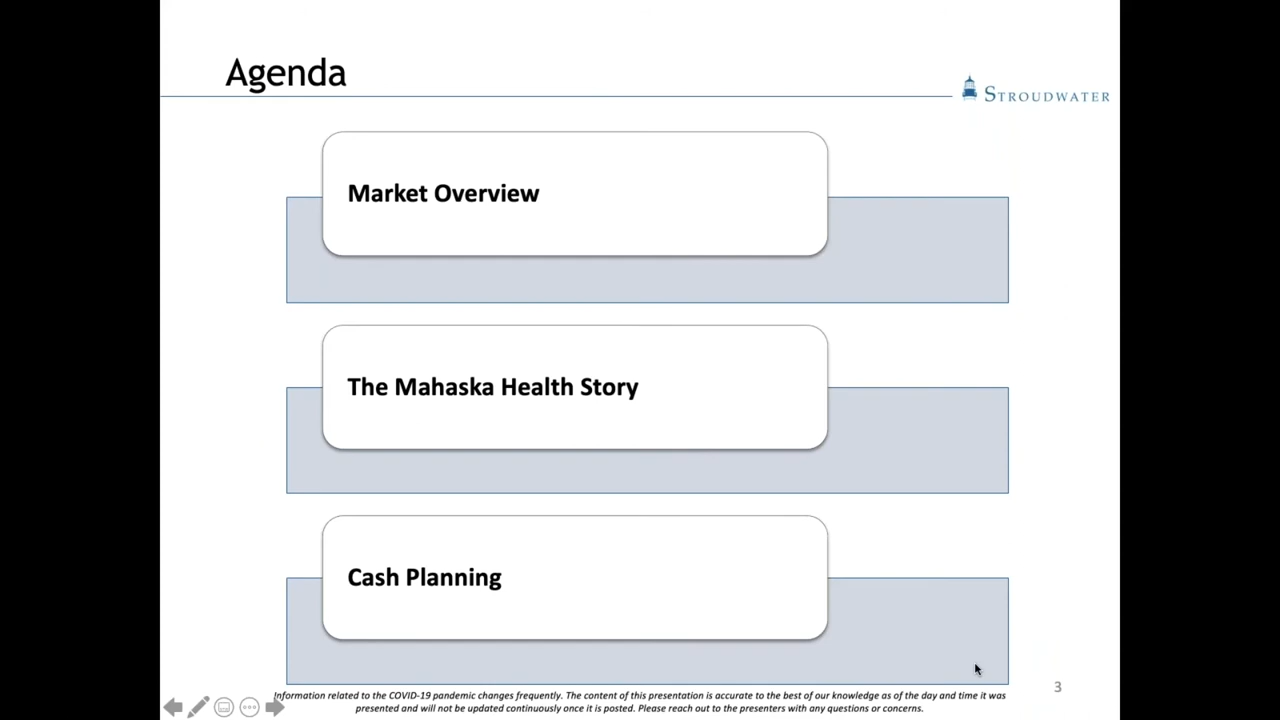 Agenda
STROUDWATER
Market Overview
The Mahaska Health Story
Cash Planning
Information related to the COVID-19 pandemic changes frequently. The content of this presentation is accurate to the best of our knowledge as of the day and time it was
presented and will not be updated continuously once it is posted. Please reach out to the presenters with any questions or concerns.
3